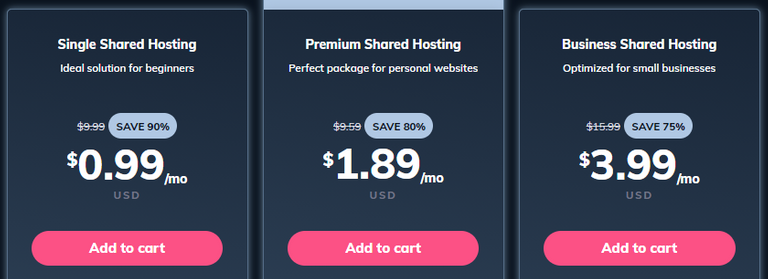 Single Shared Hosting
Ideal solution for beginners
$9.99 SAVE 90%
$0.99/mo
USD
Add to cart
Premium Shared Hosting
Perfect package for personal websites
$9.59 SAVE 80%
$1.89/mo
USD
Add to cart
Business Shared Hosting
Optimized for small businesses
$15.99 SAVE 75%
$3.99/mo
USD
Add to cart